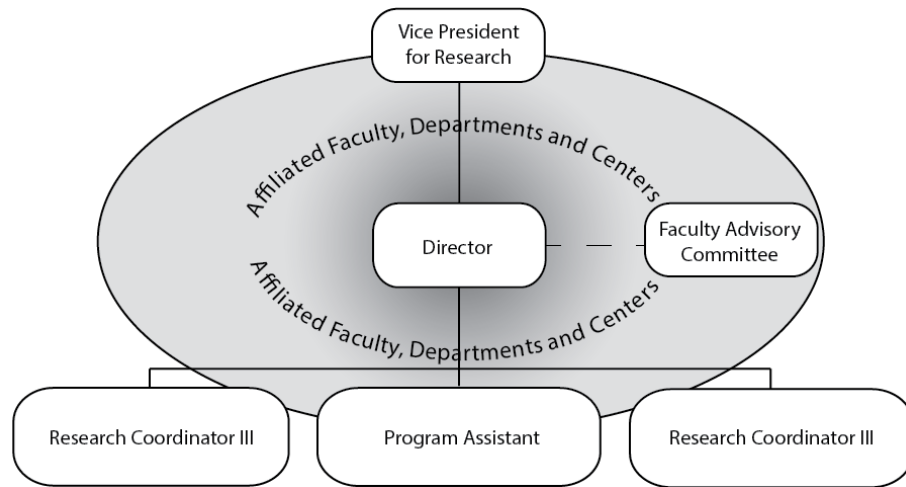 Vice President
for Research
Affiliated Faculty, Departments and Centers
Director
Faculty Advisory
Committee
Affiliated Faculty, Departments and Centers
Research Coordinator III
Program Assistant
Research Coordinator III